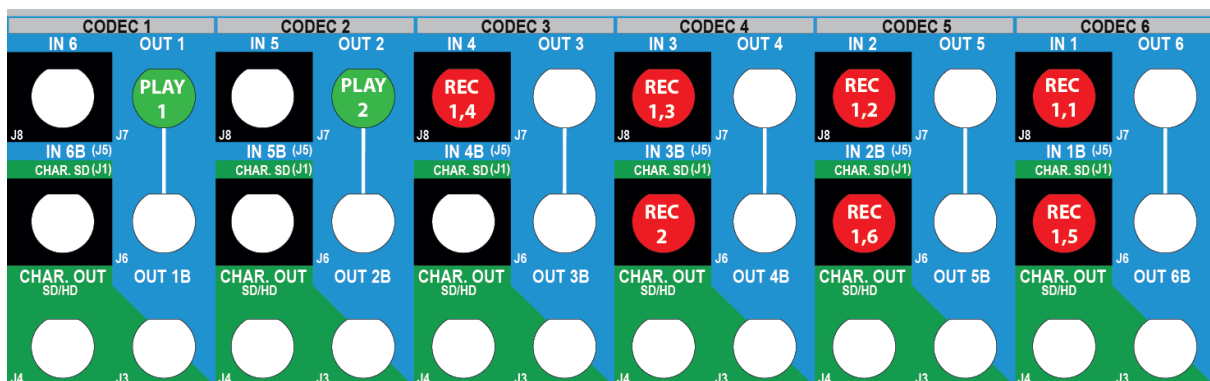 CODEC 1 CODEC 2 CODEC 3 CODEC 4 CODEC 5 CODEC 6
IN 6 OUT 1 IN 5 OUT 2 IN 4 OUT 3 IN 3 OUT 4 IN 2 OUT 5 IN 1 OUT 6
PLAY PLAY REC REC REC REC
1 2 1,4 1,3 1,2 1,1
J8 J7 J8 J7 J8 J7 J8 J7 J8 J7 J8 J7
IN 6B (J5) IN 5B (J5) IN 4B (J5) IN 3B (J5) IN 2B (J5) IN 1B (J5)
CHAR. SD (J1) CHAR. SD (J1) CHAR. SD (J1) CHAR. SD (J1) CHAR. SD (J1) CHAR. SD (J1)
REC REC REC
2 1,6 1,5
J6 J6 J6 J6 J6
CHAR. OUT OUT 1B CHAR. OUT OUT 2B CHAR. OUT OUT 3B CHAR. OUT OUT 4B CHAR. OUT OUT 5B CHAR. OUT OUT 6B
SD/HD SD/HD SD/HD SD/HD SD/HD SD/HD
J4 J3 J4 J3 J4 J3 J4 J3 J4 J3 J4 J3